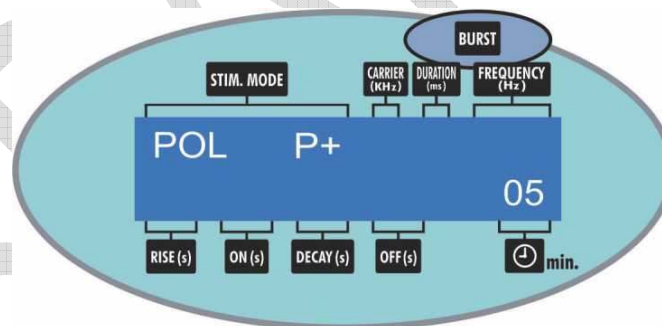 BURST
STIM. MODE CARRIER (KHz) DURATION (ms) FREQUENCY (Hz)
POL P+
05
RISE (s) ON (s) DECAY (s) OFF (s) min.